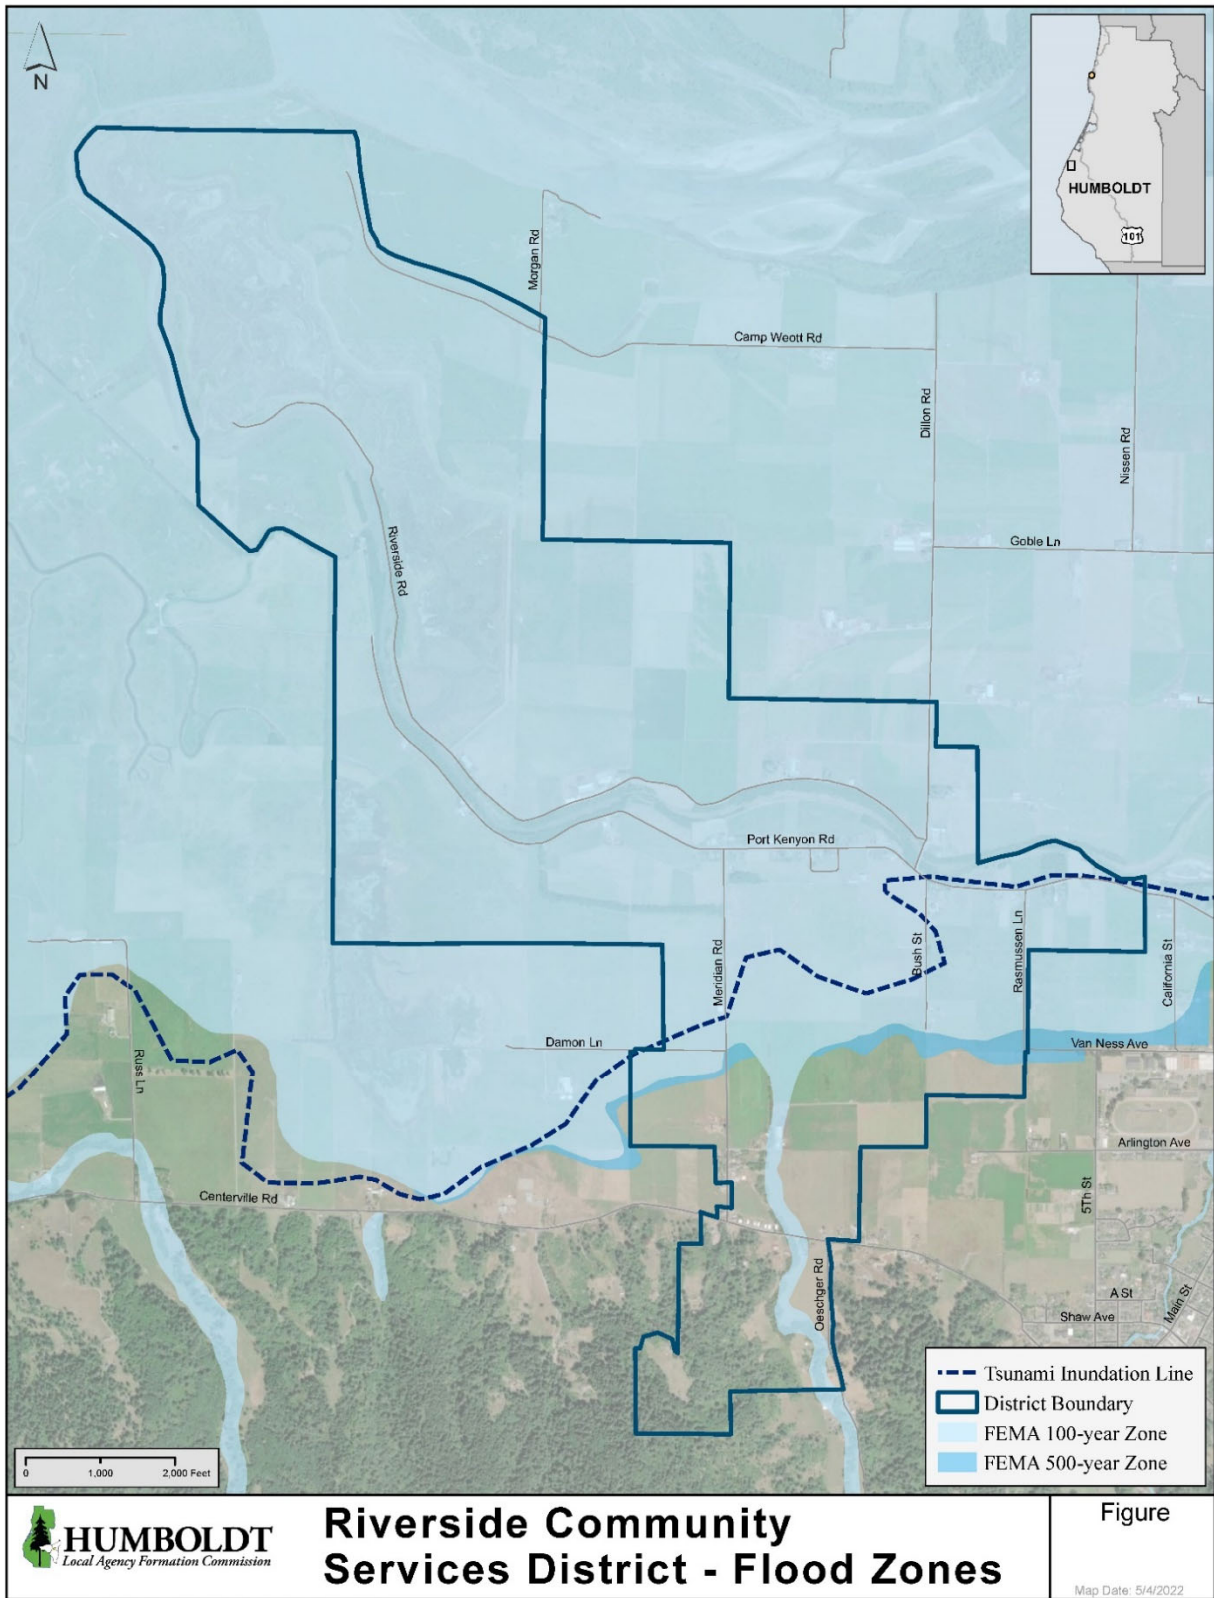 N
HUMBOLDT
101
Morgan Rd
Camp Weott Rd
Dillon Rd
Nissen Rd
Goble Ln
Riverside Rd
Port Kenyon Rd
Meridian Rd
Bush St
Rasmussen Ln
California St
Damon Ln
Van Ness Ave
Russ Ln
Arlington Ave
5Th St
Centerville Rd
Oeschger Rd
A St
Main St
Shaw Ave
Tsunami Inundation Line
District Boundary
FEMA 100-year Zone
FEMA 500-year Zone
0 1,000 2,000 Feet
HUMBOLDT
Local Agency Formation Commission
Riverside Community
Services District - Flood Zones
Figure
Map Date: 5/4/2022